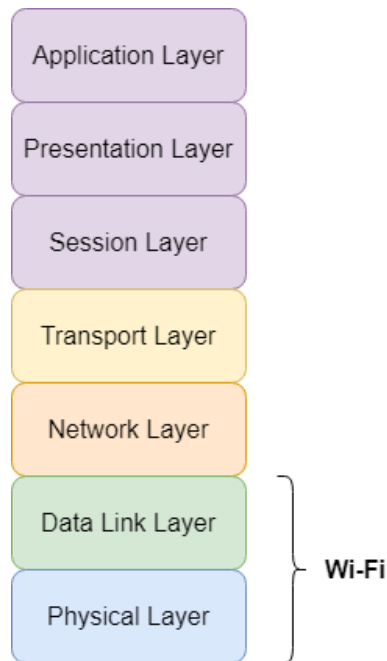 Application Layer
Presentation Layer
Session Layer
Transport Layer
Network Layer
Data Link Layer
Wi-Fi
Physical Layer